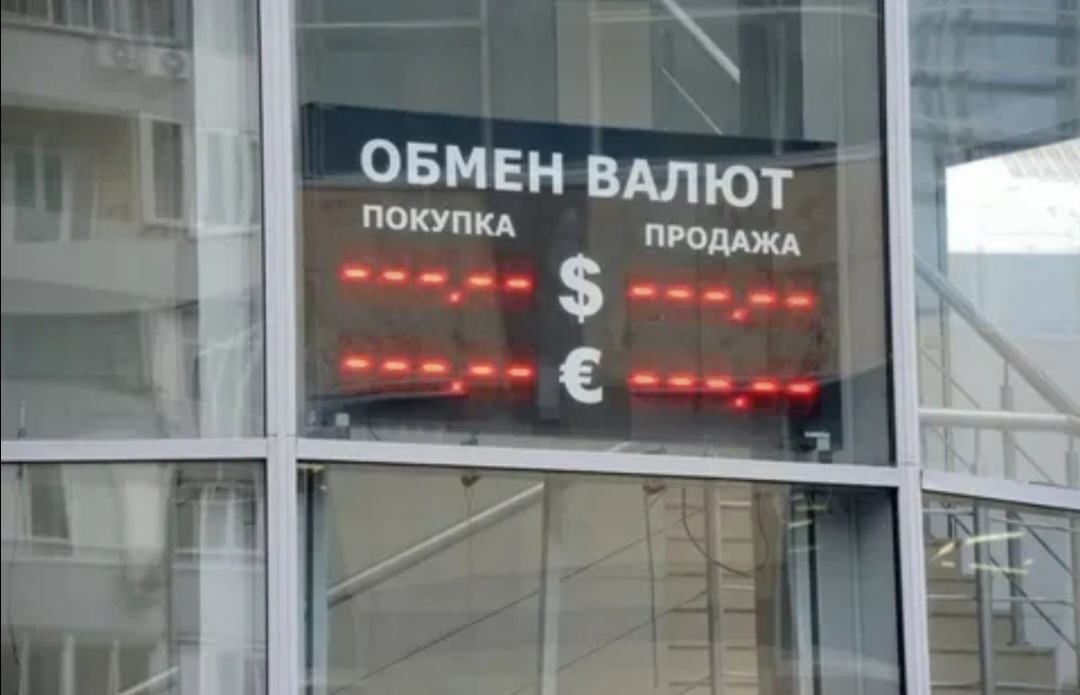 ОБМЕН ВАЛЮТ
ПОКУПКА ПРОДАЖА
---.-- $ ---.--
---.-- € ---.--